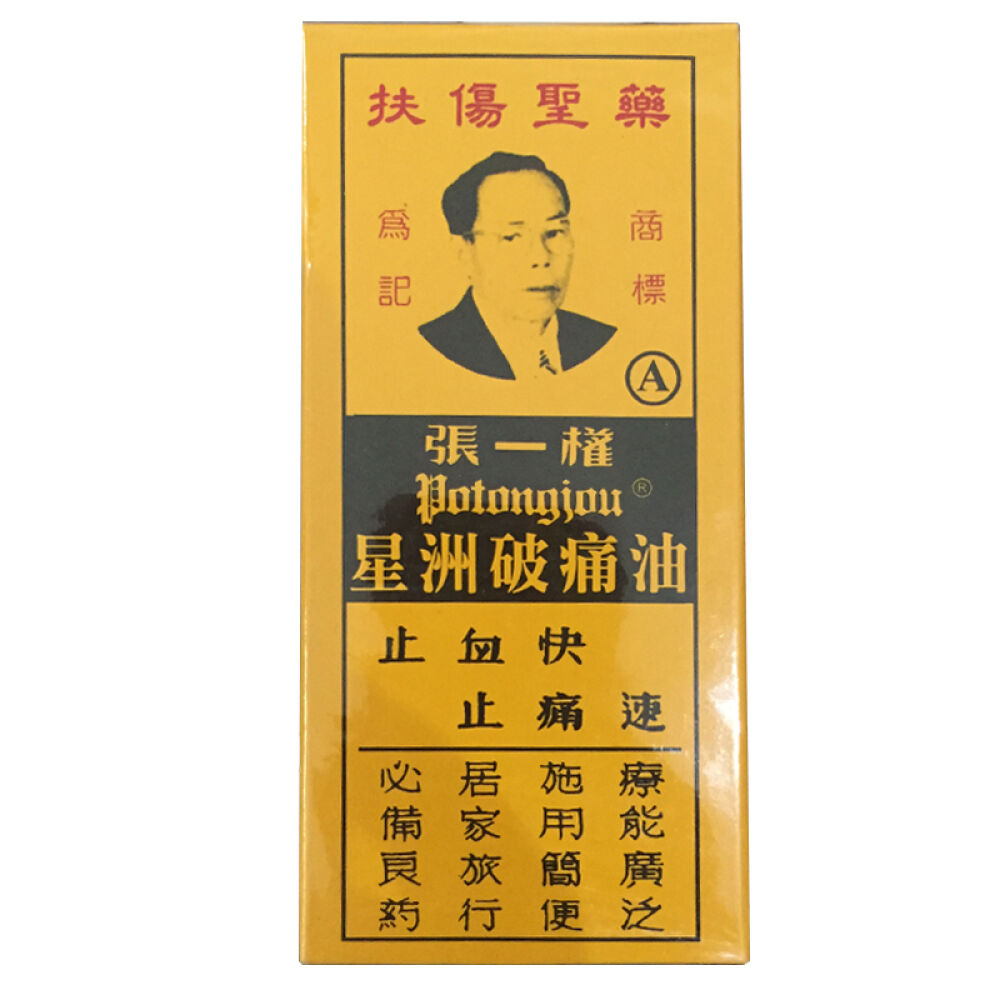 扶傷聖藥
商標
為記
A
張一權
Potongjou®
星洲破痛油
止血快
止痛速
療能廣泛
施用簡便
居家旅行
必備良葯